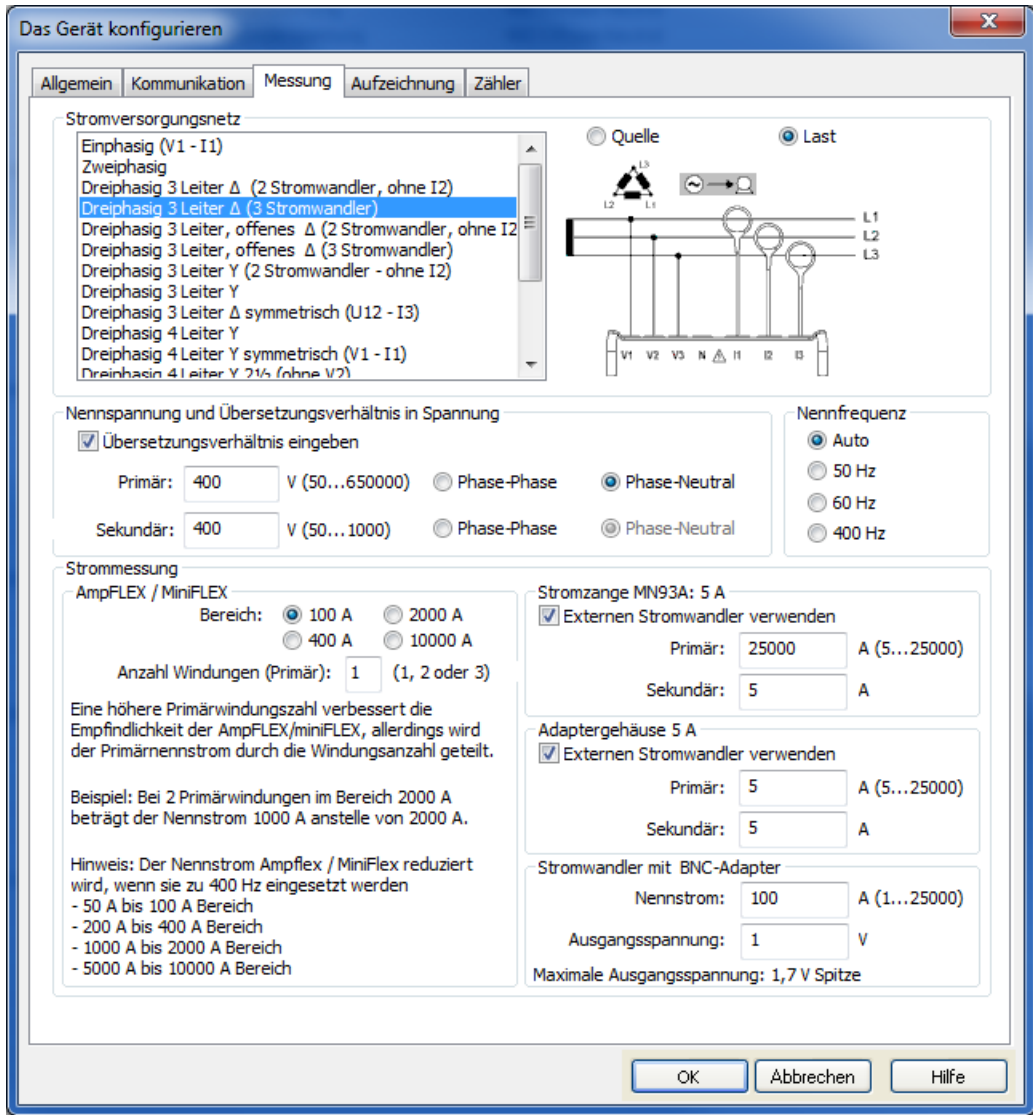 Das Gerät konfigurieren
Allgemein
Kommunikation
Messung
Aufzeichnung
Zähler
Stromversorgungsnetz
Einphasig (V1 - I1)
Zweiphasig
Dreiphasig 3 Leiter Δ (2 Stromwandler, ohne I2)
Dreiphasig 3 Leiter Δ (3 Stromwandler)
Dreiphasig 3 Leiter, offenes Δ (2 Stromwandler, ohne I2
Dreiphasig 3 Leiter, offenes Δ (3 Stromwandler)
Dreiphasig 3 Leiter Y (2 Stromwandler - ohne I2)
Dreiphasig 3 Leiter Y
Dreiphasig 3 Leiter Δ symmetrisch (U12 - I3)
Dreiphasig 4 Leiter Y
Dreiphasig 4 Leiter Y symmetrisch (V1 - I1)
Dreiphasig 4 Leiter Y 2½ (ohne V2)
Quelle
Last
L3
L2 L1
L1
L2
L3
V1 V2 V3 N I1 I2 I3
Nennspannung und Übersetzungsverhältnis in Spannung
Übersetzungsverhältnis eingeben
Primär: 400 V (50...650000) Phase-Phase Phase-Neutral
Sekundär: 400 V (50...1000) Phase-Phase Phase-Neutral
Nennfrequenz
Auto
50 Hz
60 Hz
400 Hz
Strommessung
AmpFLEX / MiniFLEX
Bereich: 100 A 2000 A
400 A 10000 A
Anzahl Windungen (Primär): 1 (1, 2 oder 3)
Eine höhere Primärwindungszahl verbessert die
Empfindlichkeit der AmpFLEX/miniFLEX, allerdings wird
der Primärnennstrom durch die Windungsanzahl geteilt.
Beispiel: Bei 2 Primärwindungen im Bereich 2000 A
beträgt der Nennstrom 1000 A anstelle von 2000 A.
Hinweis: Der Nennstrom Ampflex / MiniFlex reduziert
wird, wenn sie zu 400 Hz eingesetzt werden
- 50 A bis 100 A Bereich
- 200 A bis 400 A Bereich
- 1000 A bis 2000 A Bereich
- 5000 A bis 10000 A Bereich
Stromzange MN93A: 5 A
Externen Stromwandler verwenden
Primär: 25000 A (5...25000)
Sekundär: 5 A
Adaptergehäuse 5 A
Externen Stromwandler verwenden
Primär: 5 A (5...25000)
Sekundär: 5 A
Stromwandler mit BNC-Adapter
Nennstrom: 100 A (1...25000)
Ausgangsspannung: 1 V
Maximale Ausgangsspannung: 1,7 V Spitze
OK
Abbrechen
Hilfe